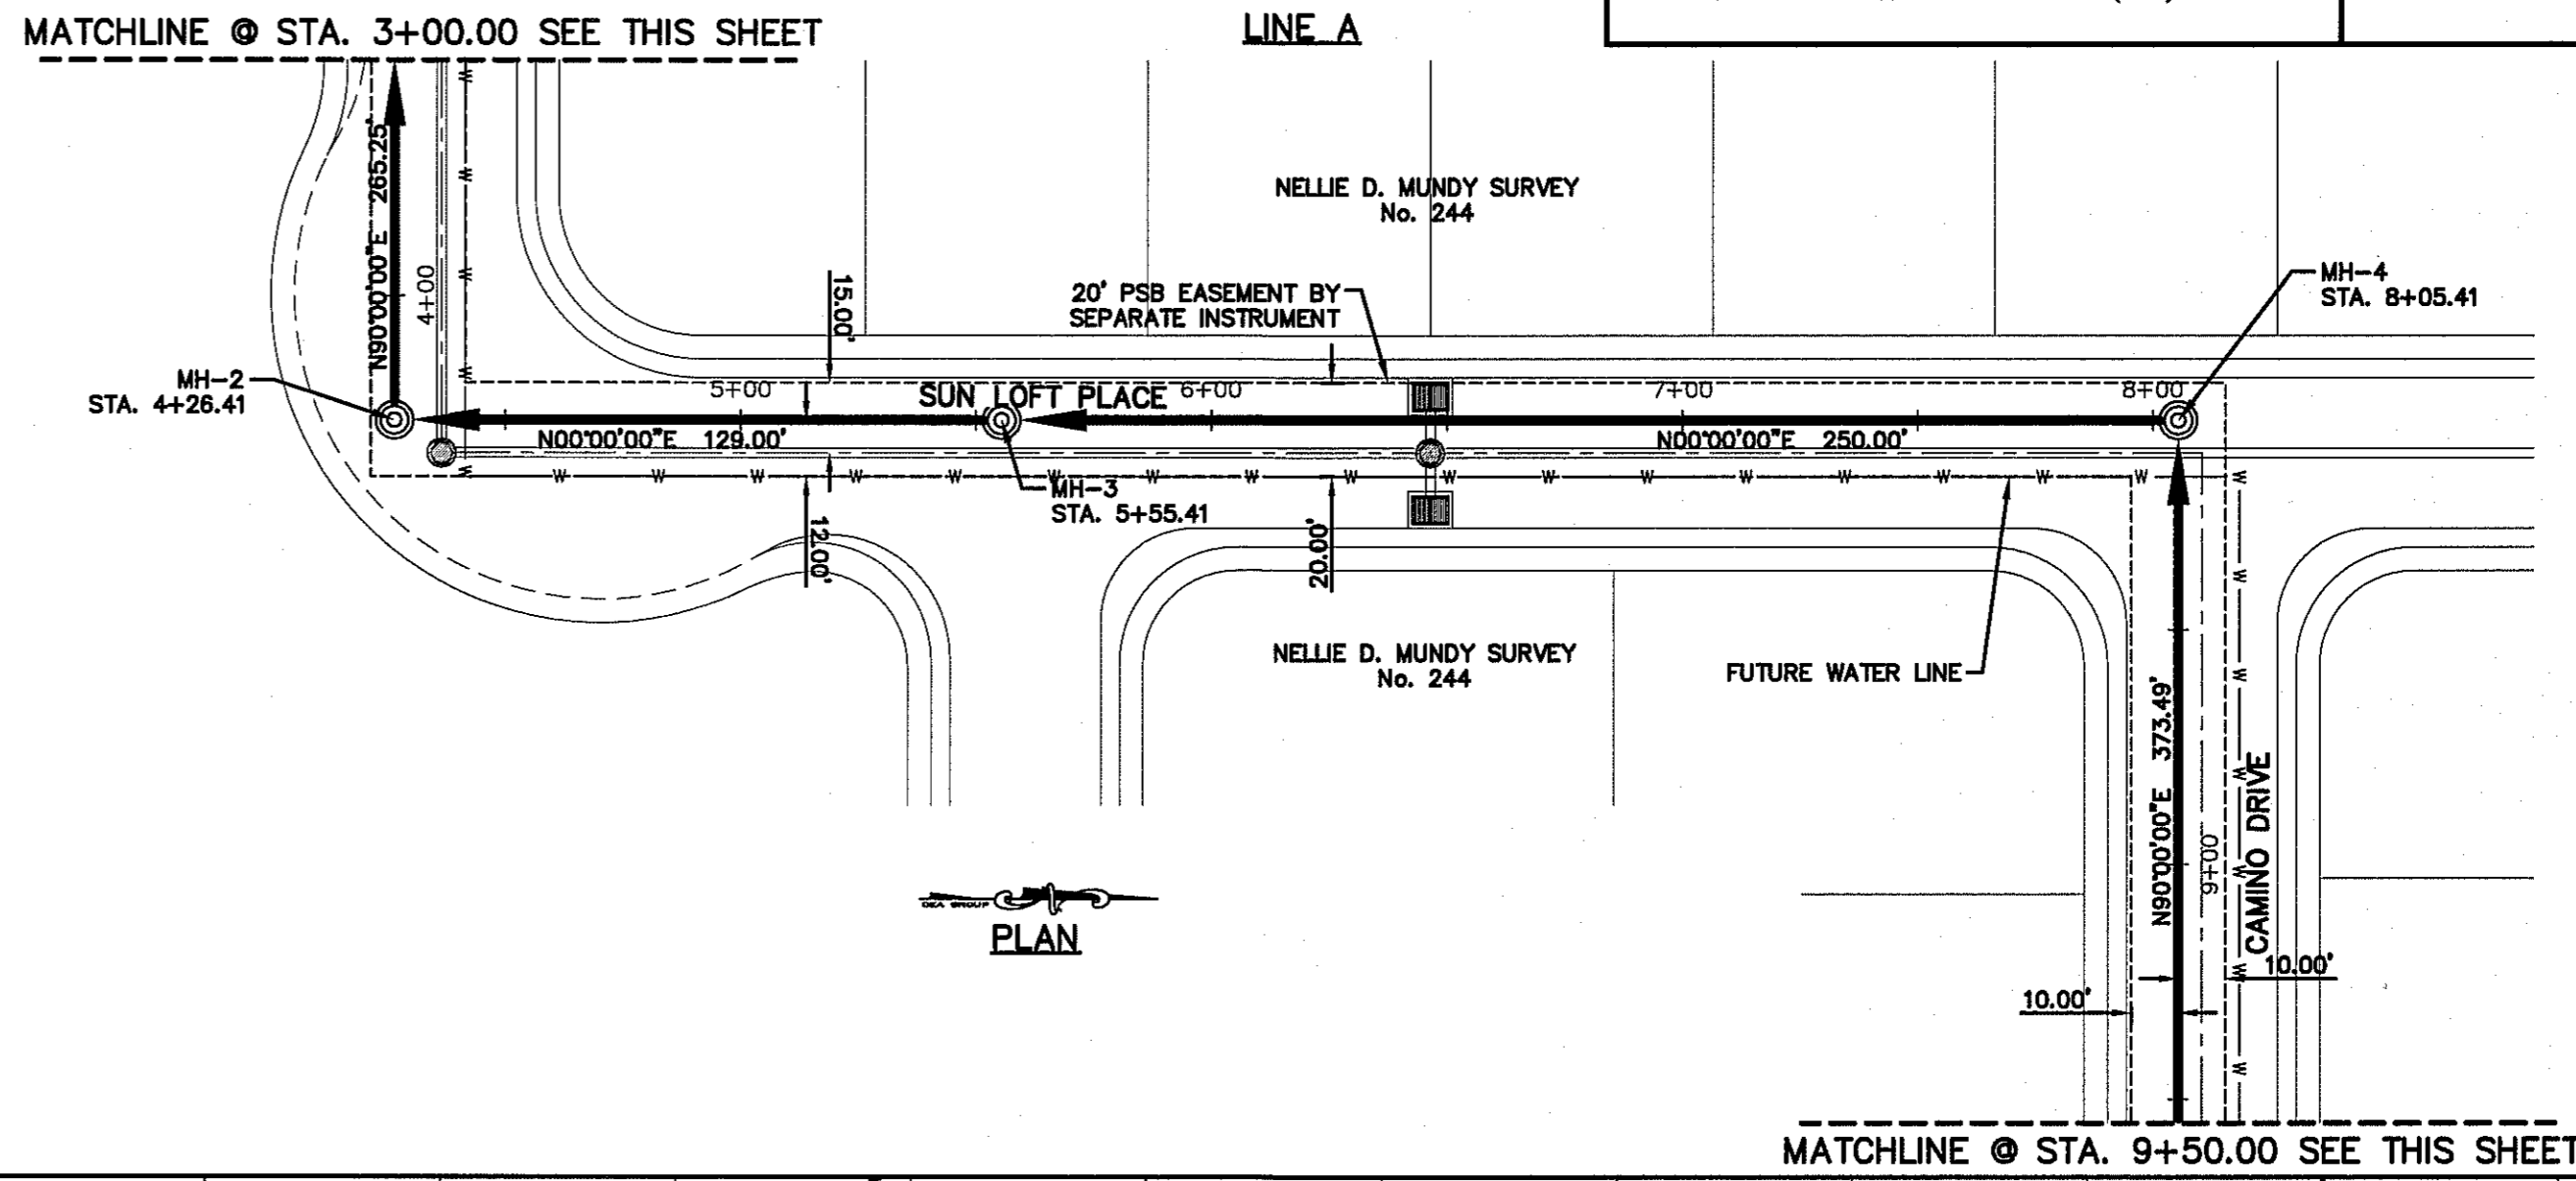 MATCHLINE @ STA. 3+00.00 SEE THIS SHEET
LINE A
N90°00'00"E 265.25'
4+00
MH-2
STA. 4+26.41
15.00'
NELLIE D. MUNDY SURVEY
No. 244
20' PSB EASEMENT BY
SEPARATE INSTRUMENT
MH-4
STA. 8+05.41
5+00
SUN LOFT PLACE
6+00
7+00
8+00
N00°00'00"E 129.00'
N00°00'00"E 250.00'
W W W W W W W W W W W W W W W W W
MH-3
STA. 5+55.41
12.00'
20.00'
NELLIE D. MUNDY SURVEY
No. 244
FUTURE WATER LINE
N90°00'00"E 373.49'
9+00
CAMINO DRIVE
10.00'
10.00'
PLAN
MATCHLINE @ STA. 9+50.00 SEE THIS SHEET